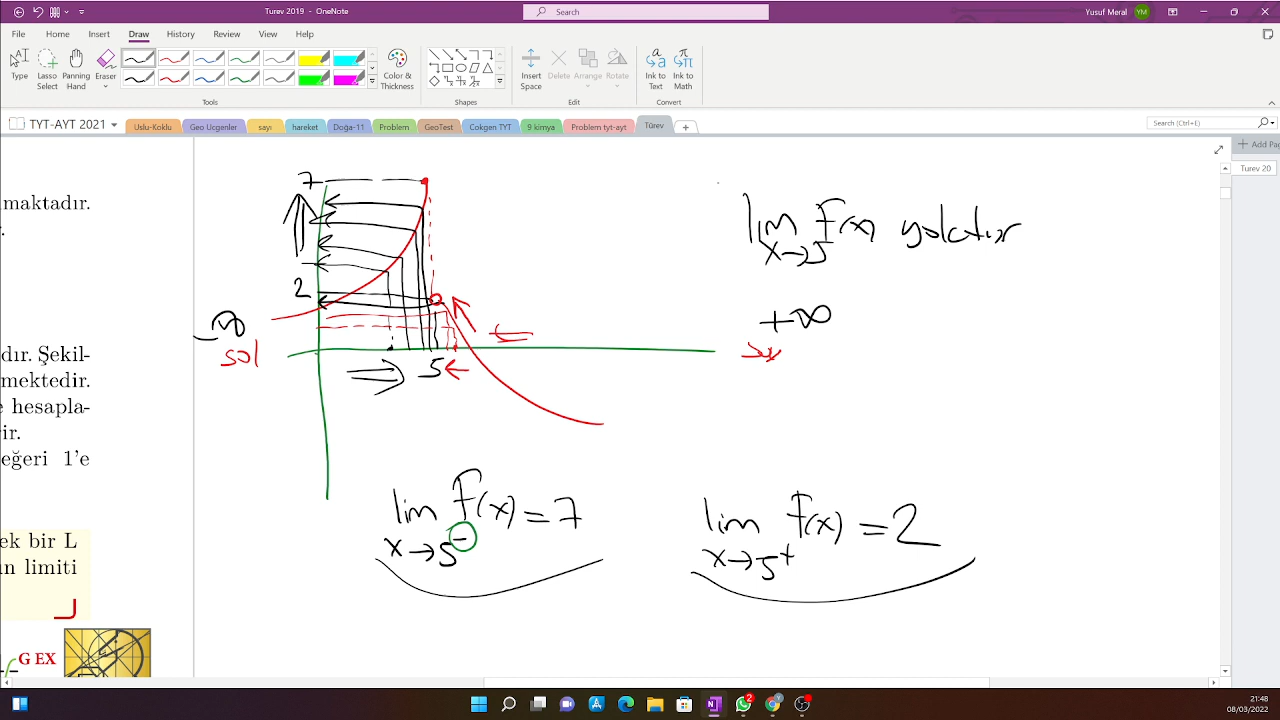 Turev 2019 - OneNote
Search
Yusuf Meral
YM
File Home Insert Draw History Review View Help
Type
Lasso Select
Panning Hand
Eraser
Color & Thickness
Insert Space
Delete
Arrange
Rotate
Ink to Text
Ink to Math
Tools
Shapes
Edit
Convert
TYT-AYT 2021
Uslu-Koklu
Geo Ucgenler
sayı
hareket
Doğa-11
Problem
GeoTest
Cokgen TYT
9 kimya
Problem tyt-ayt
Türev
Search (Ctrl+E)
Add Pag
Turev 20
maktadır.
r.
dır. Şekil-
mektedir.
e hesapla-
ir.
eğeri 1'e
ek bir L
ın limiti
G EX
7
2
-∞
sol
5
lim f(x) yoktur
x→5
+∞
lim f(x) = 7
x→5⁻
lim f(x) = 2
x→5⁺
2
21:48
08/03/2022